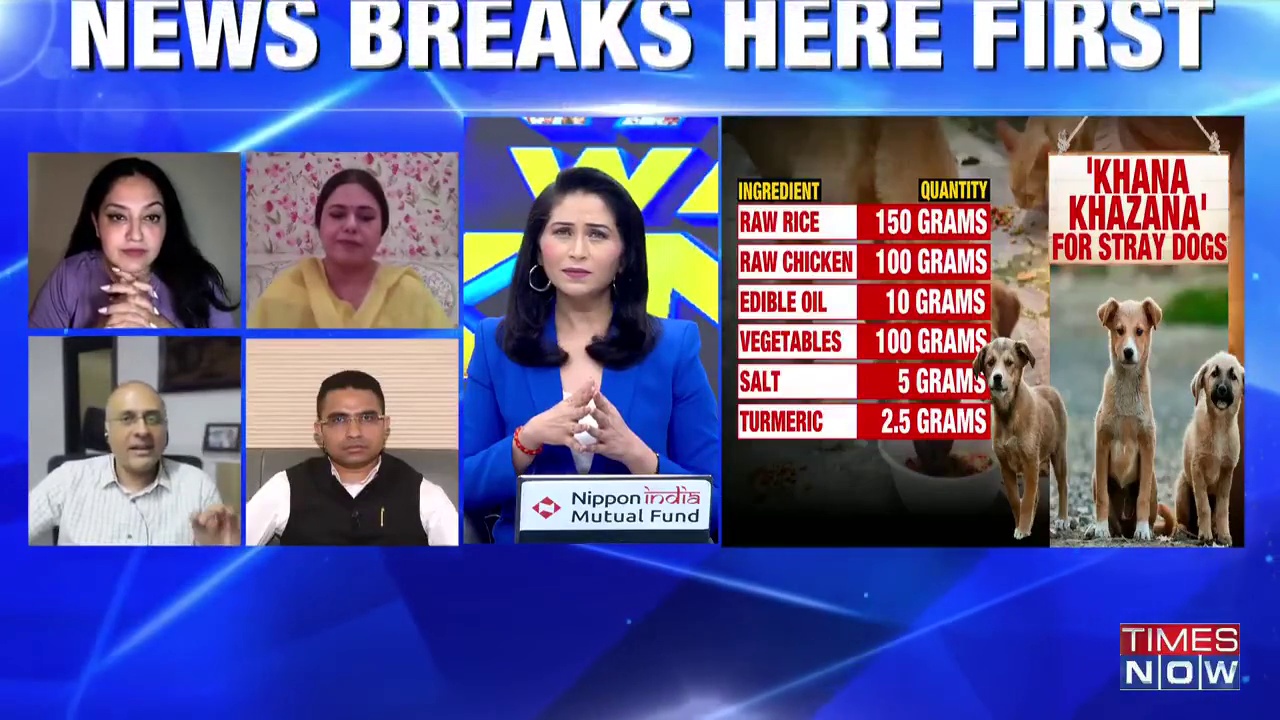 NEWS BREAKS HERE FIRST
INGREDIENT QUANTITY
RAW RICE 150 GRAMS
RAW CHICKEN 100 GRAMS
EDIBLE OIL 10 GRAMS
VEGETABLES 100 GRAMS
SALT 5 GRAMS
TURMERIC 2.5 GRAMS
'KHANA
KHAZANA'
FOR STRAY DOGS
Nippon india
Mutual Fund
TIMES
NOW